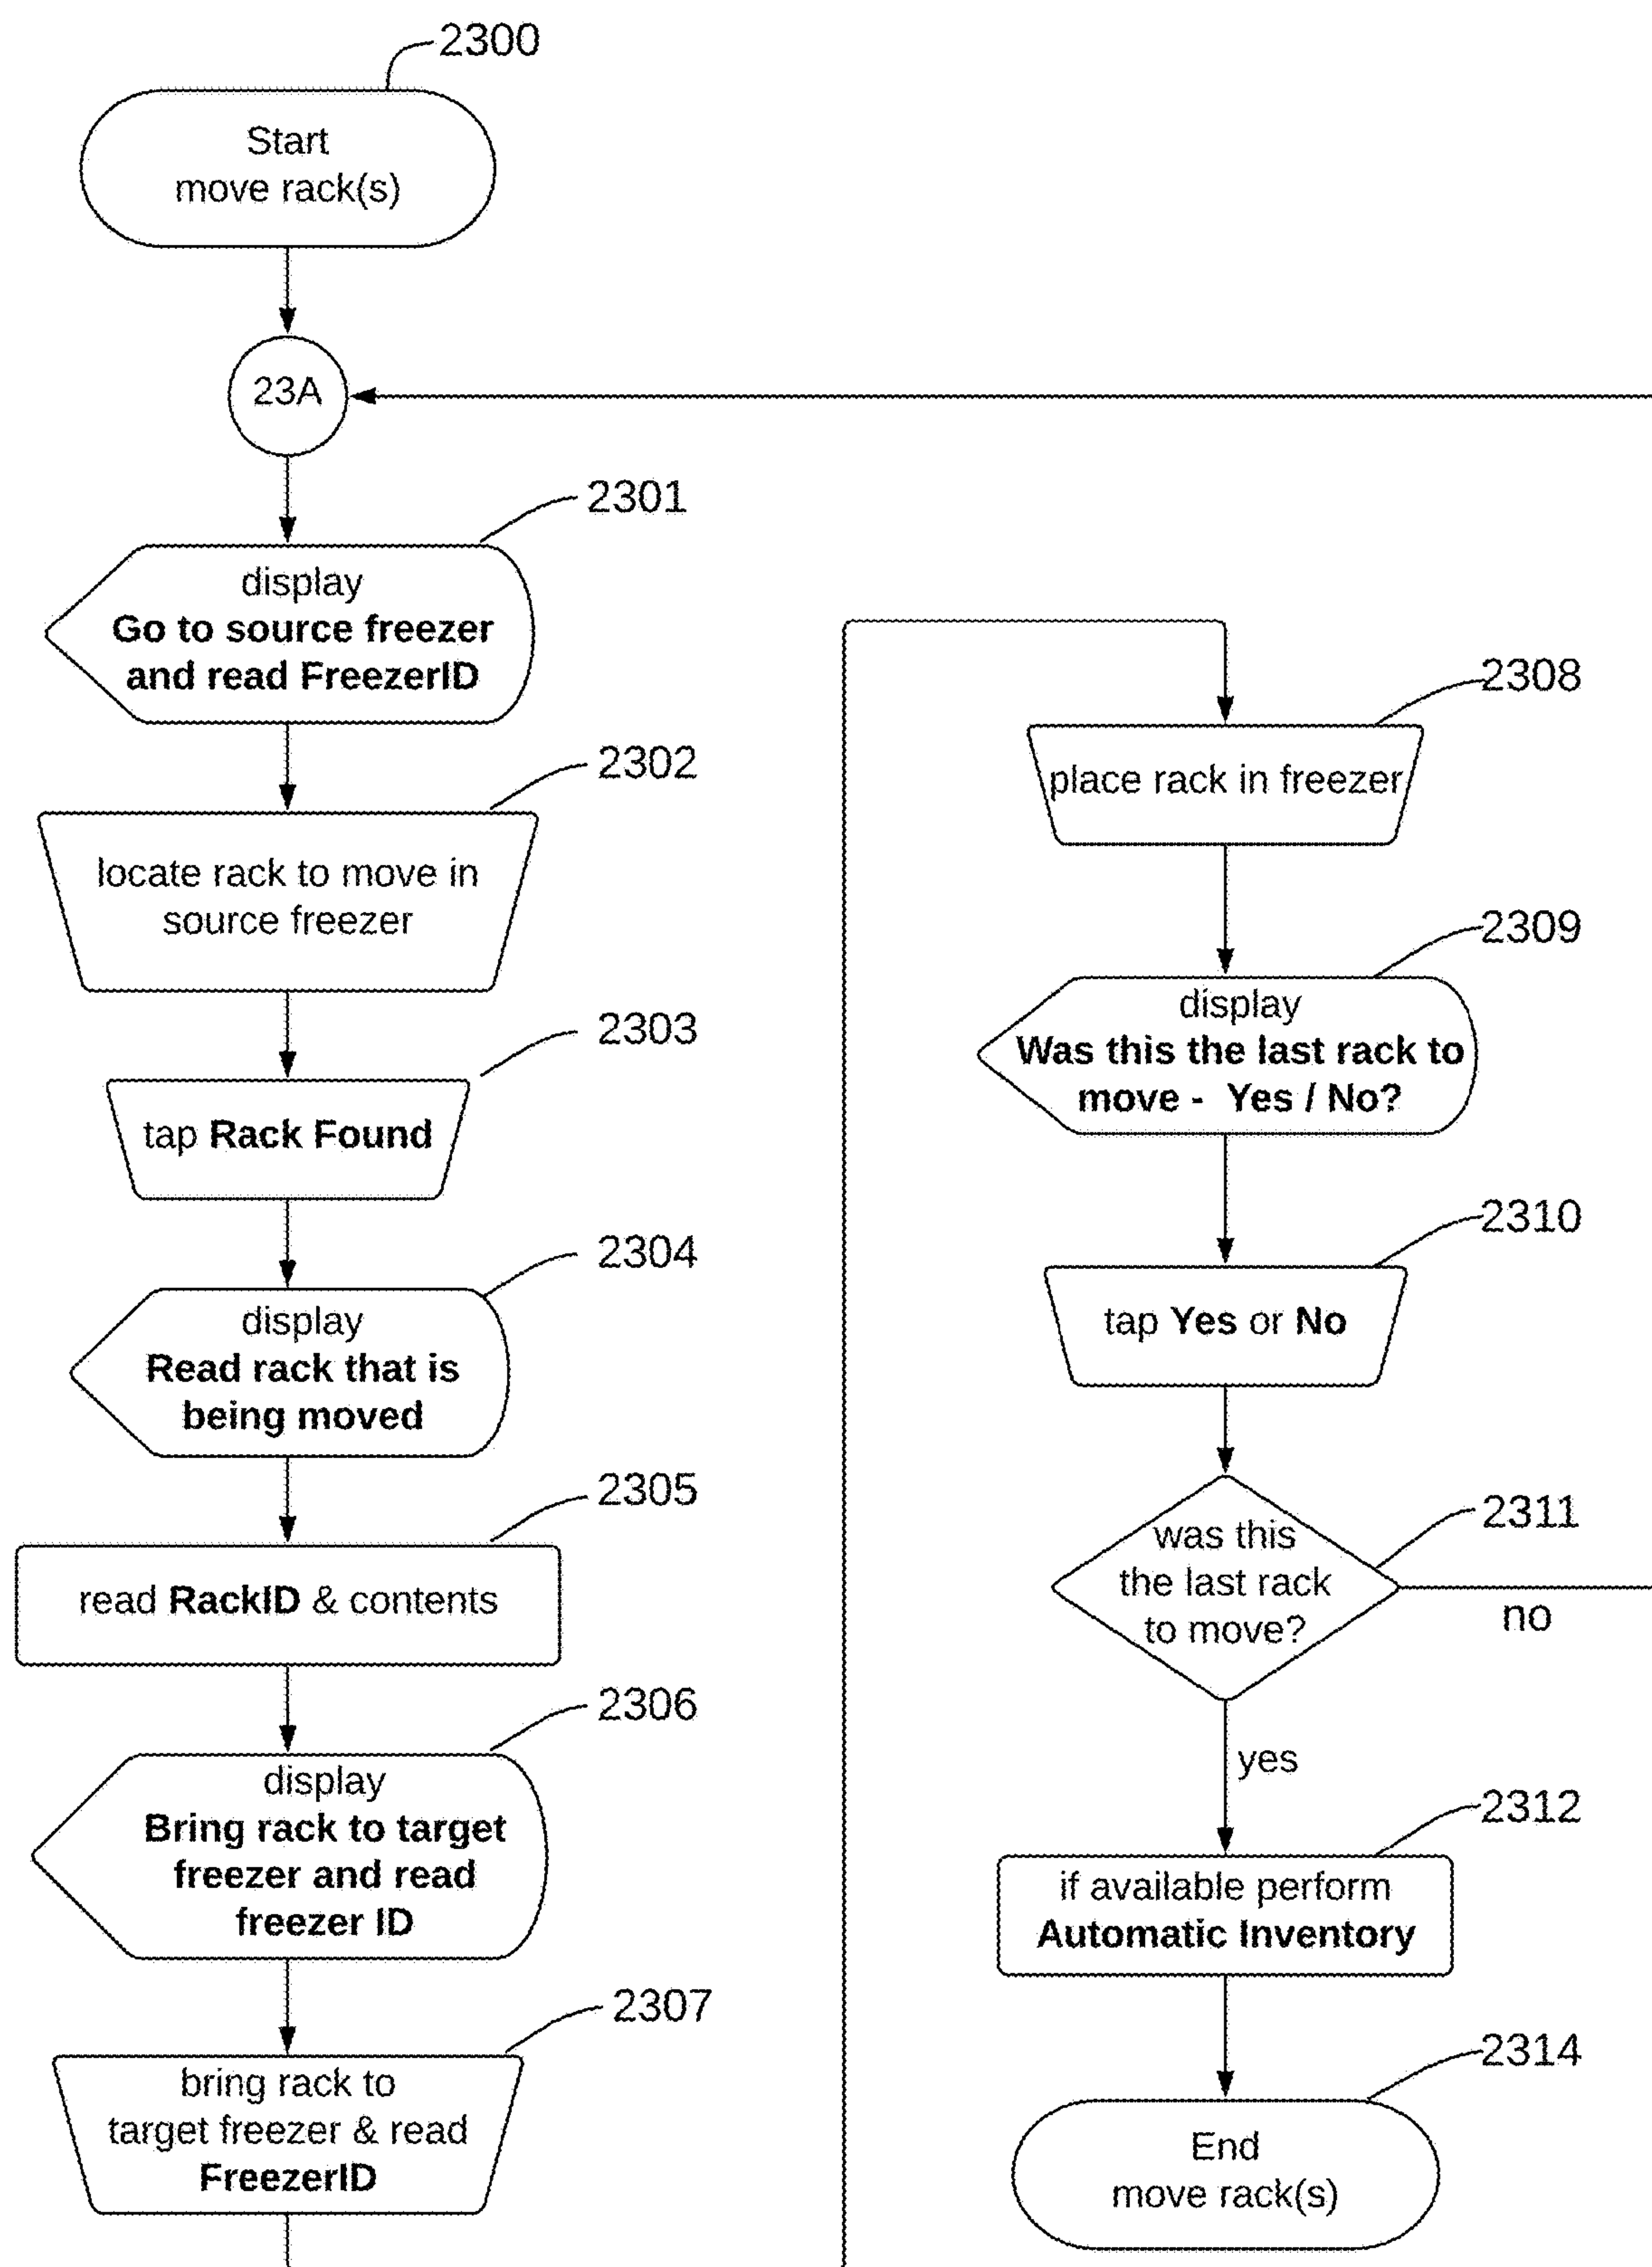 2300
Start
move rack(s)
23A
2301
display
Go to source freezer
and read FreezerID
2302
locate rack to move in
source freezer
2303
tap Rack Found
2304
display
Read rack that is
being moved
2305
read RackID & contents
2306
display
Bring rack to target
freezer and read
freezer ID
2307
bring rack to
target freezer & read
FreezerID
2308
place rack in freezer
2309
display
Was this the last rack to
move - Yes / No?
2310
tap Yes or No
2311
was this
the last rack
to move?
no
yes
2312
if available perform
Automatic Inventory
2314
End
move rack(s)